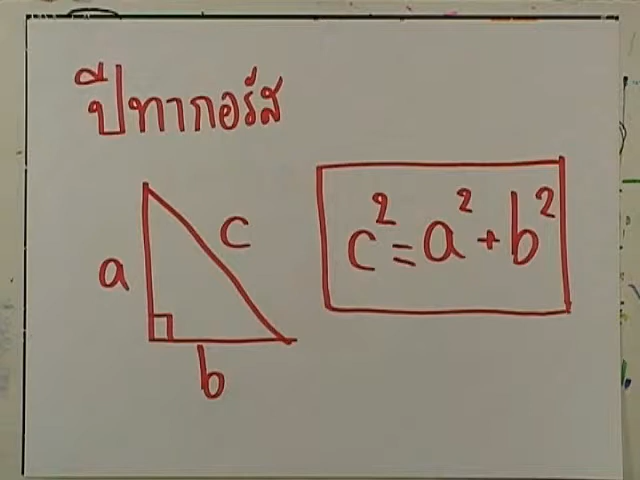 ปีทากอรัส
c
c² = a² + b²
a
b